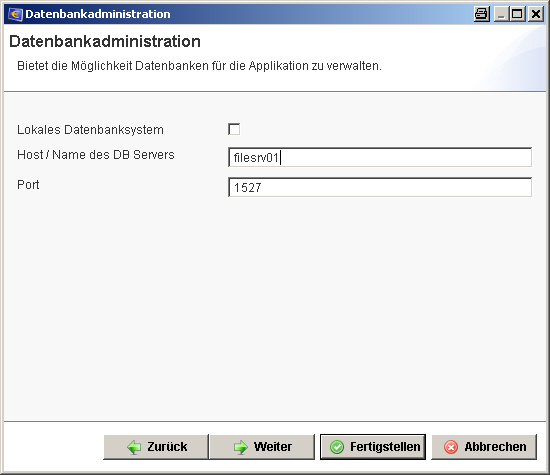 Datenbankadministration
Datenbankadministration
Bietet die Möglichkeit Datenbanken für die Applikation zu verwalten.
Lokales Datenbanksystem
Host / Name des DB Servers filesrv01
Port 1527
Zurück Weiter Fertigstellen Abbrechen